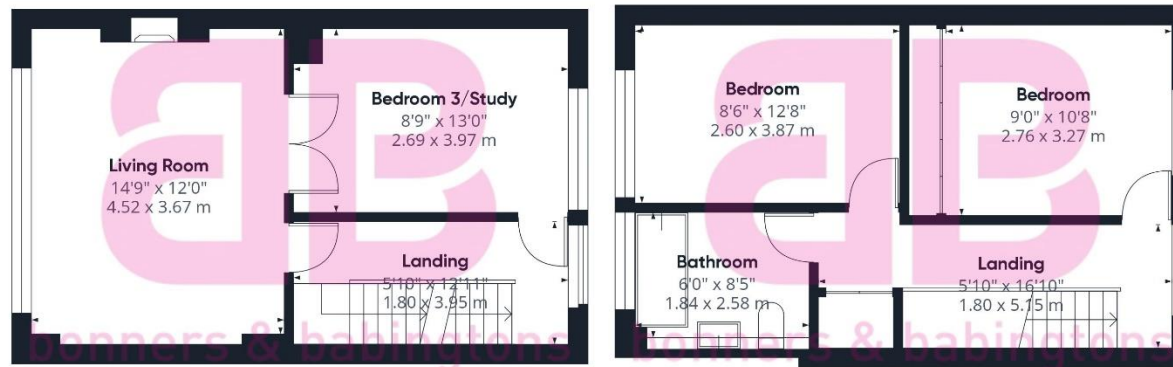 Living Room
14'9" x 12'0"
4.52 x 3.67 m
Bedroom 3/Study
8'9" x 13'0"
2.69 x 3.97 m
Landing
5'10" x 12'11"
1.80 x 3.95 m
Bedroom
8'6" x 12'8"
2.60 x 3.87 m
Bedroom
9'0" x 10'8"
2.76 x 3.27 m
Bathroom
6'0" x 8'5"
1.84 x 2.58 m
Landing
5'10" x 16'10"
1.80 x 5.15 m
B
bonners & babingtons
B
bonners & babingtons